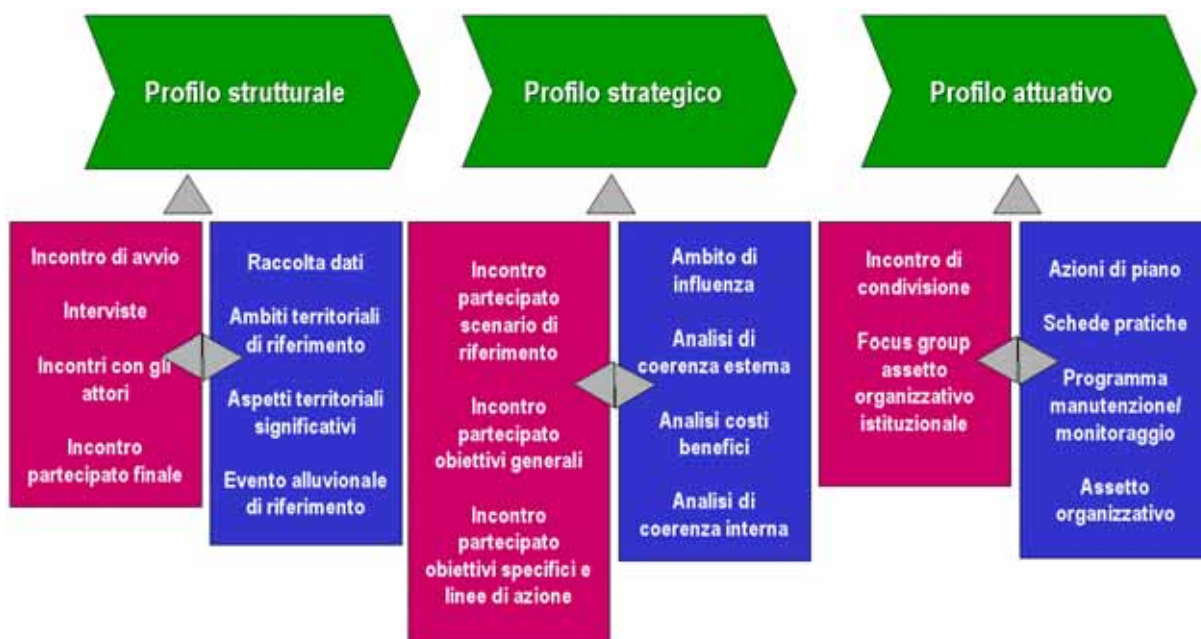 Profilo strutturale
Profilo strategico
Profilo attuativo
Incontro di avvio
Interviste
Incontri con gli
attori
Incontro
partecipato finale
Raccolta dati
Ambiti territoriali
di riferimento
Aspetti territoriali
significativi
Evento alluvionale
di riferimento
Incontro
partecipato
scenario di
riferimento
Incontro
partecipato
obiettivi generali
Incontro
partecipato
obiettivi specifici e
linee di azione
Ambito di
influenza
Analisi di
coerenza esterna
Analisi costi
benefici
Analisi di
coerenza interna
Incontro di
condivisione
Focus group
assetto
organizzativo
istituzionale
Azioni di piano
Schede pratiche
Programma
manutenzione/
monitoraggio
Assetto
organizzativo